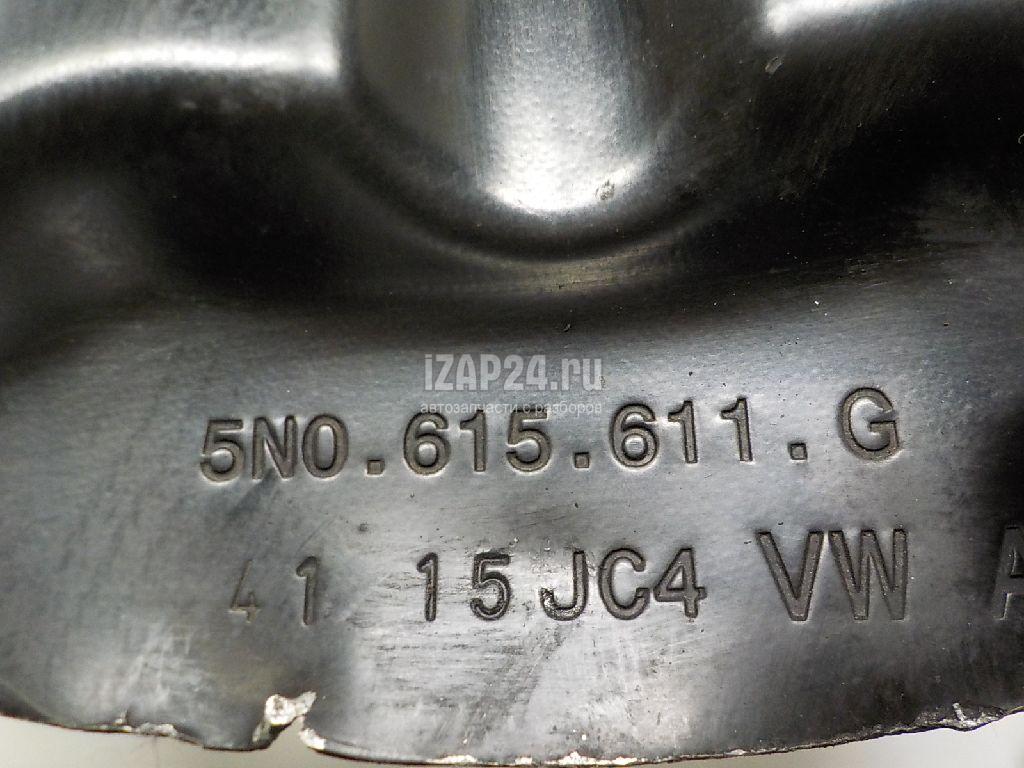 iZAP24.ru
автозапчасти с разборов
5N0.615.611.G
41 15JC4 VW A